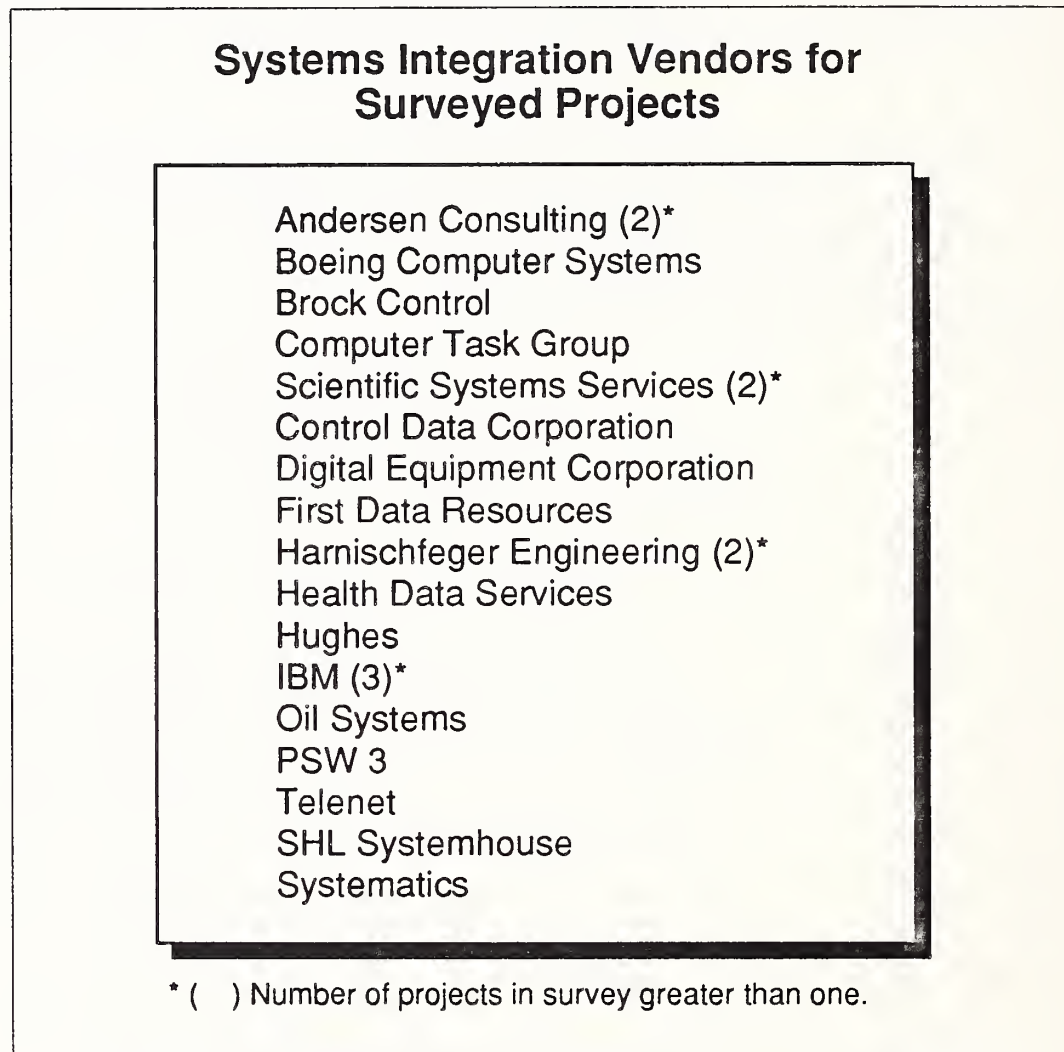 Systems Integration Vendors for
Surveyed Projects
Andersen Consulting (2)*
Boeing Computer Systems
Brock Control
Computer Task Group
Scientific Systems Services (2)*
Control Data Corporation
Digital Equipment Corporation
First Data Resources
Harnischfeger Engineering (2)*
Health Data Services
Hughes
IBM (3)*
Oil Systems
PSW 3
Telenet
SHL Systemhouse
Systematics
* ( ) Number of projects in survey greater than one.